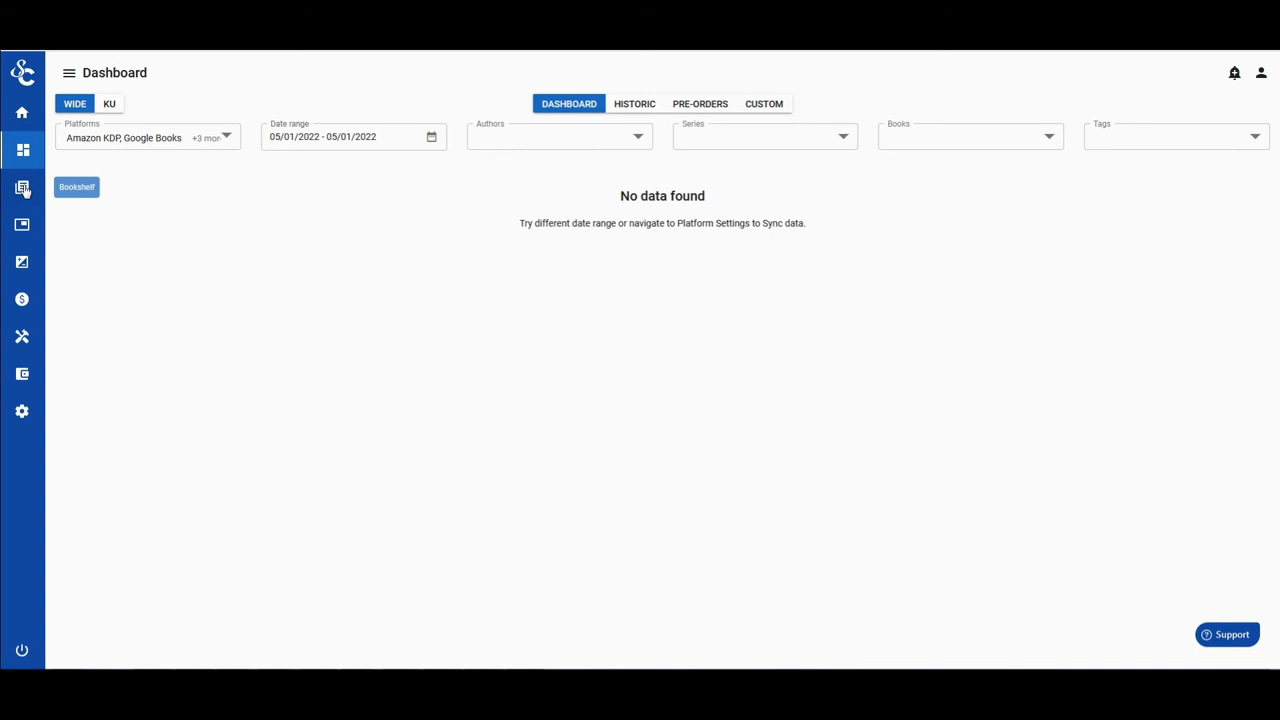 Dashboard
WIDE KU DASHBOARD HISTORIC PRE-ORDERS CUSTOM
Platforms Date range Authors Series Books Tags
Amazon KDP, Google Books +3 mor 05/01/2022 - 05/01/2022
Bookshelf
No data found
Try different date range or navigate to Platform Settings to Sync data.
Support